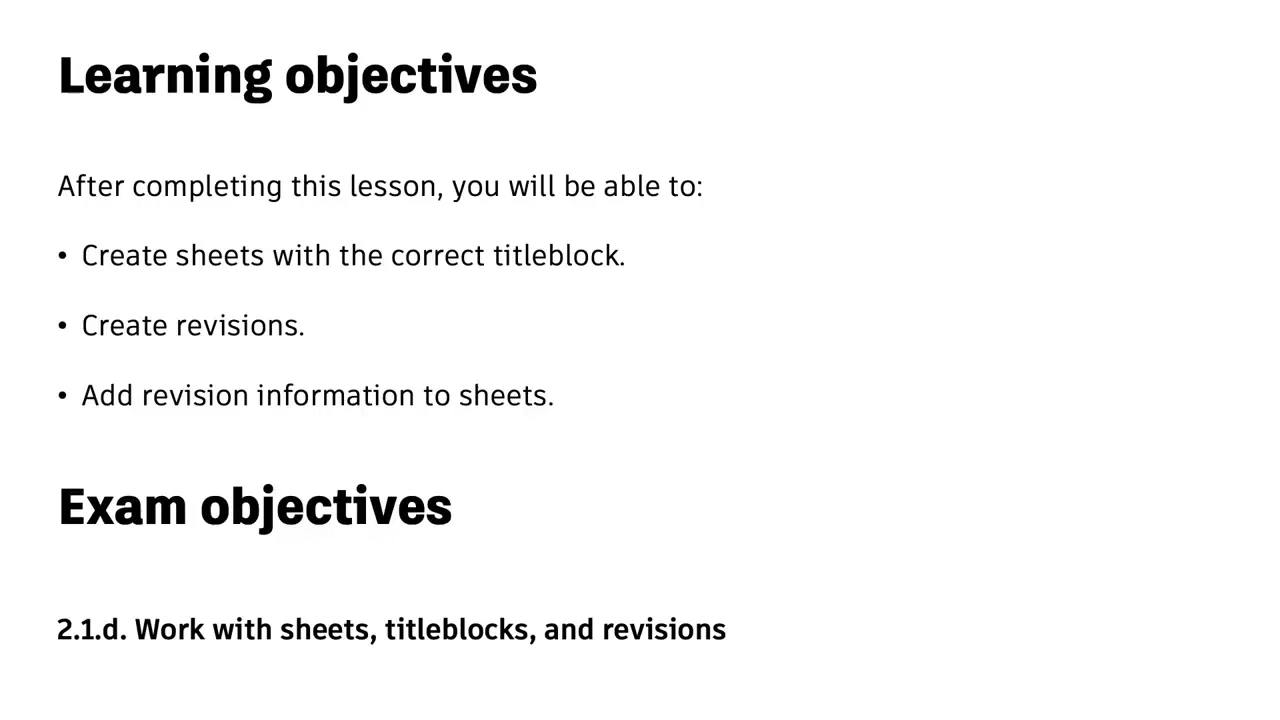 Learning objectives
After completing this lesson, you will be able to:
• Create sheets with the correct titleblock.
• Create revisions.
• Add revision information to sheets.
Exam objectives
2.1.d. Work with sheets, titleblocks, and revisions